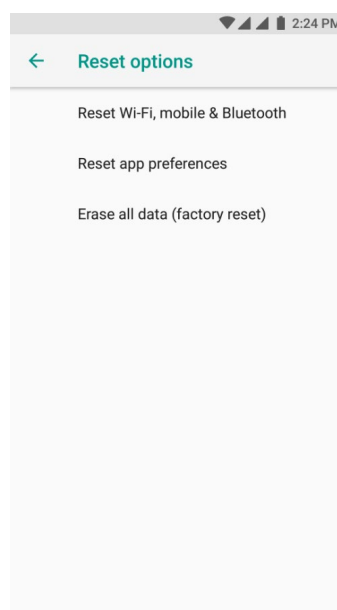 2:24 PM
Reset options
Reset Wi-Fi, mobile & Bluetooth
Reset app preferences
Erase all data (factory reset)